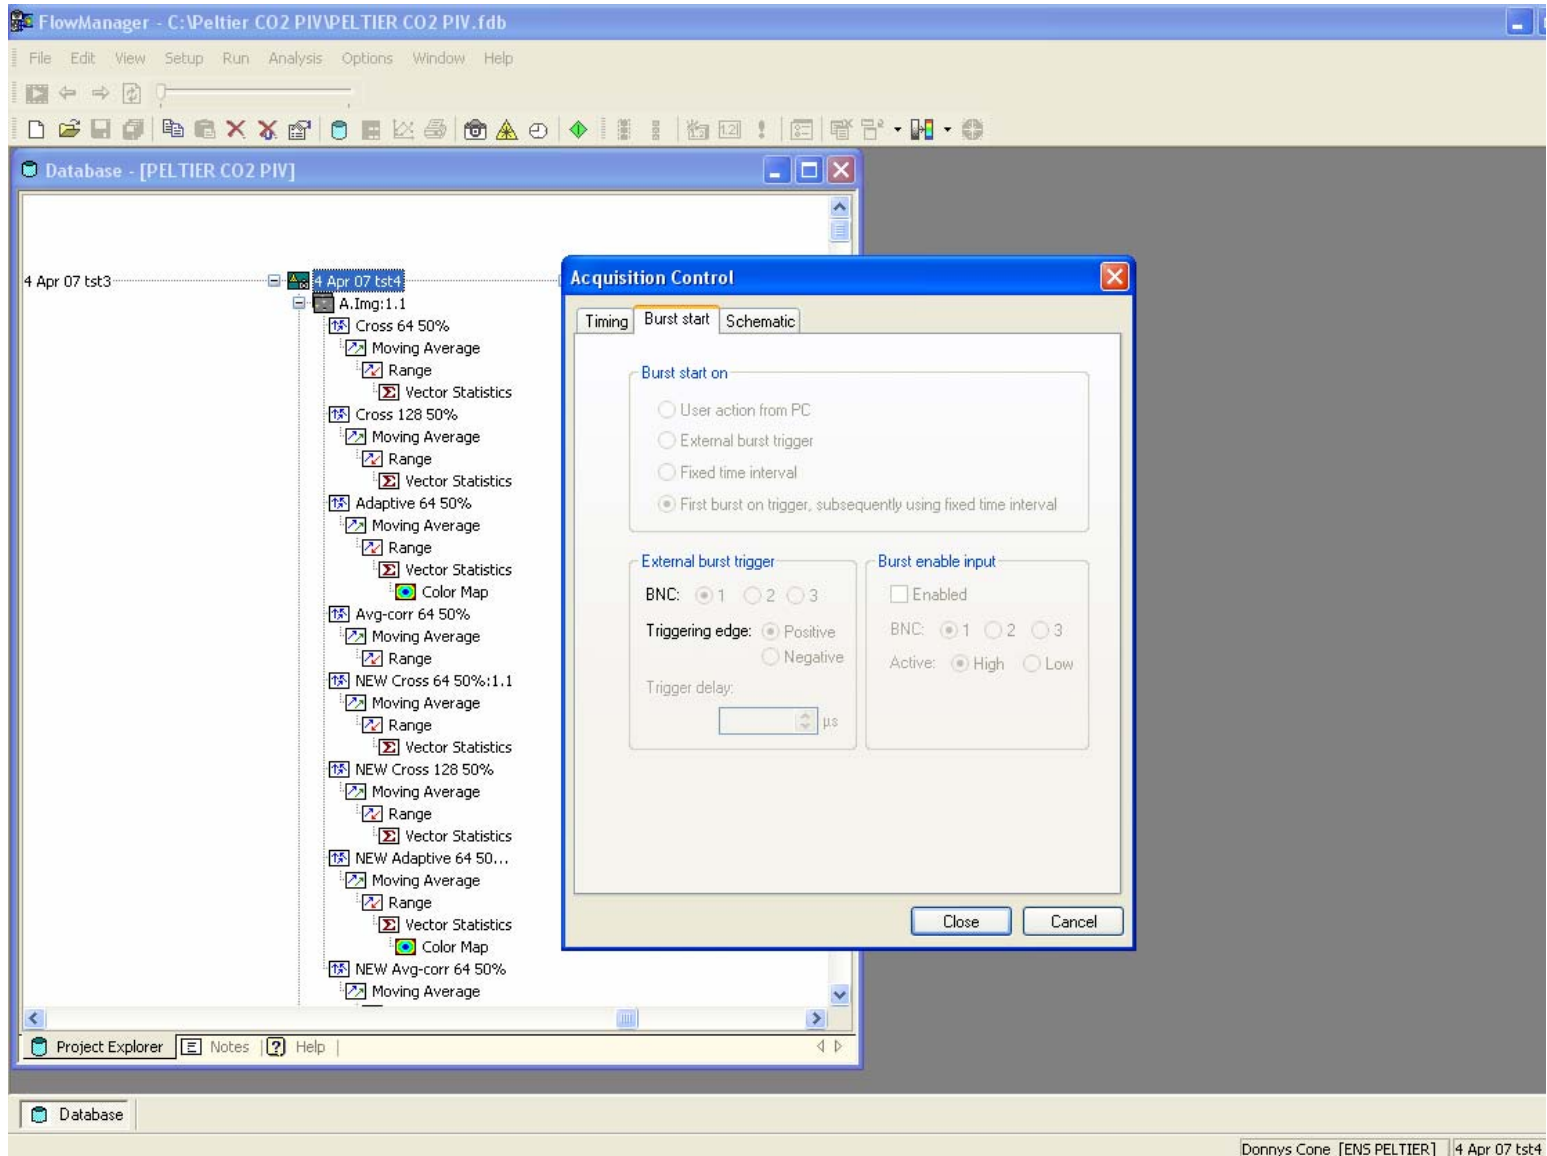 FlowManager - C:\Peltier CO2 PIV\PELTIER CO2 PIV.fdb
File Edit View Setup Run Analysis Options Window Help
Database - [PELTIER CO2 PIV]
4 Apr 07 tst3
4 Apr 07 tst4
A.Img:1.1
Cross 64 50%
Moving Average
Range
Vector Statistics
Cross 128 50%
Moving Average
Range
Vector Statistics
Adaptive 64 50%
Moving Average
Range
Vector Statistics
Color Map
Avg-corr 64 50%
Moving Average
Range
NEW Cross 64 50%:1.1
Moving Average
Range
Vector Statistics
NEW Cross 128 50%
Moving Average
Range
Vector Statistics
NEW Adaptive 64 50...
Moving Average
Range
Vector Statistics
Color Map
NEW Avg-corr 64 50%
Moving Average
Project Explorer Notes Help
Acquisition Control
Timing Burst start Schematic
Burst start on
User action from PC
External burst trigger
Fixed time interval
First burst on trigger, subsequently using fixed time interval
External burst trigger
BNC: 1 2 3
Triggering edge: Positive
Negative
Trigger delay:
µs
Burst enable input
Enabled
BNC: 1 2 3
Active: High Low
Close Cancel
Database
Donnys Cone [ENS PELTIER] 4 Apr 07 tst4